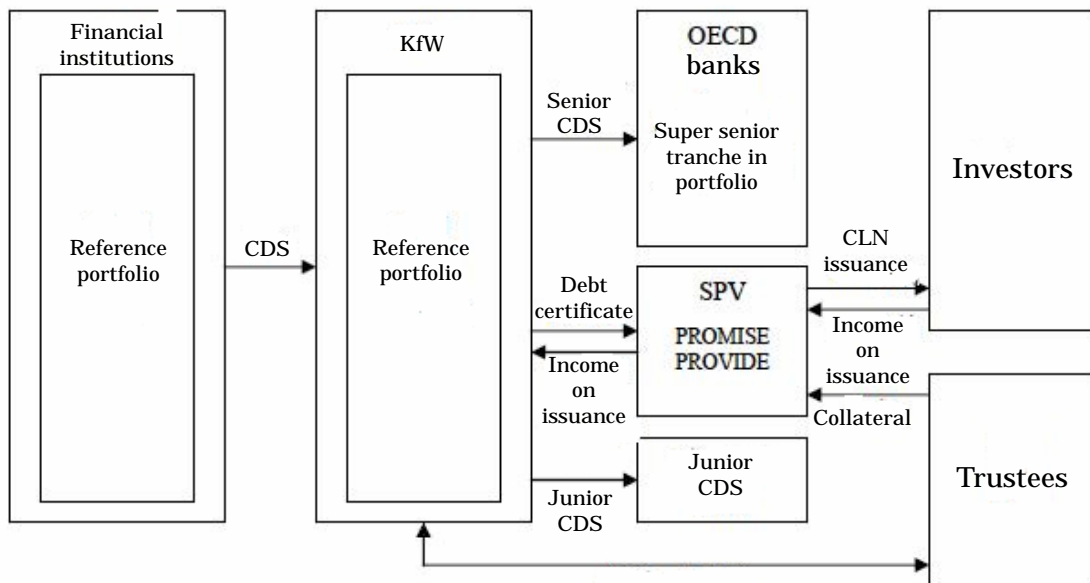 Financial
institutions
Reference
portfolio
CDS
KfW
Reference
portfolio
Senior
CDS
Debt
certificate
Income
on
issuance
Junior
CDS
OECD
banks
Super senior
tranche in
portfolio
SPV
PROMISE
PROVIDE
Junior
CDS
CLN
issuance
Income
on
issuance
Collateral
Investors
Trustees